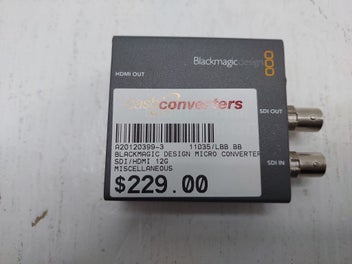 Blackmagicdesign
HDMI OUT
cash converters
SDI OUT
A20120399-3 11035/LBB BB
BLACKMAGIC DESIGN MICRO CONVERTER
SDI/HDMI 12G
SDI IN
MISCELLANEOUS
$229.00